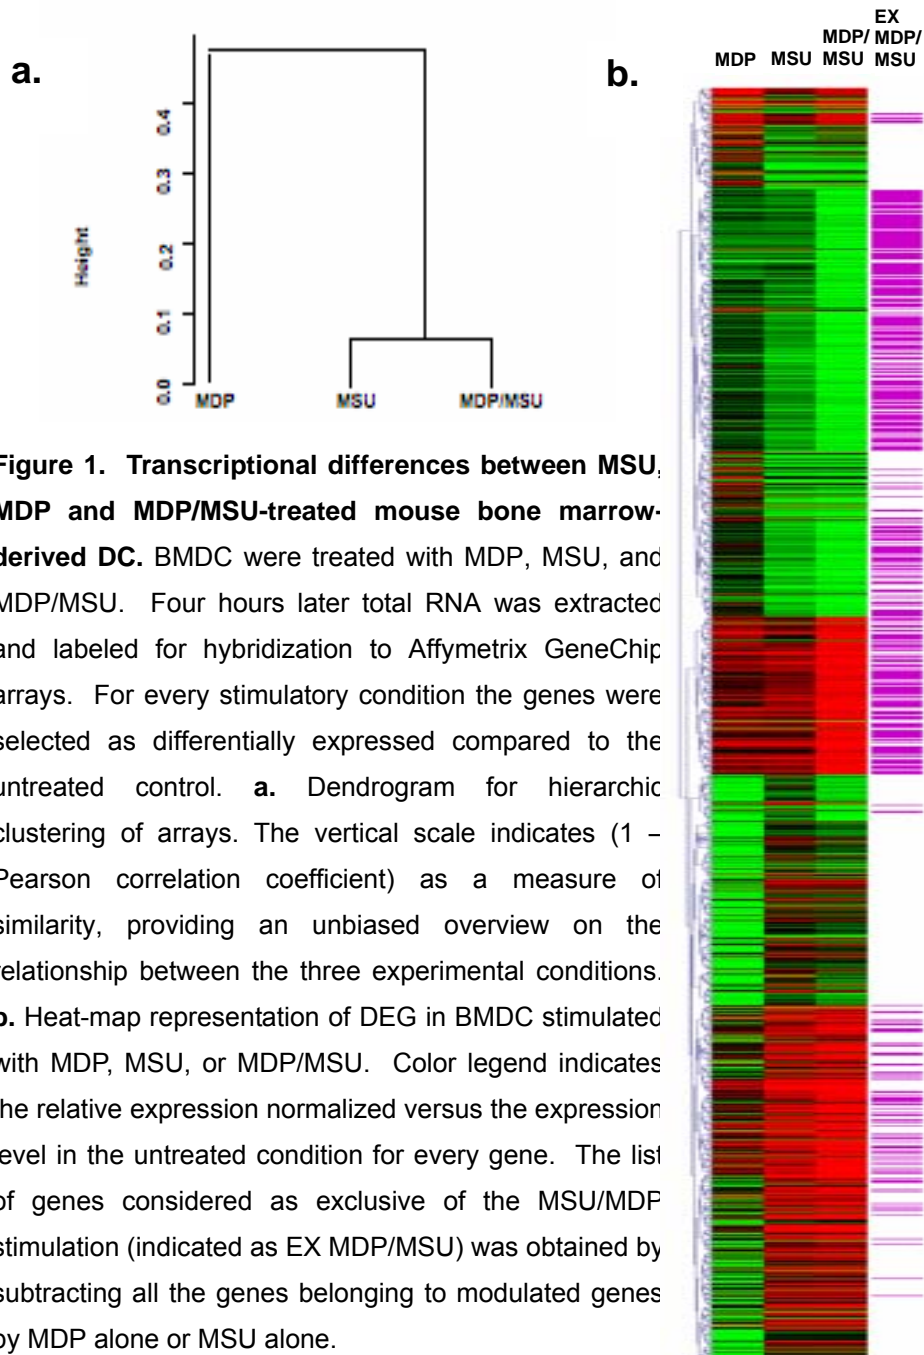 a.
Height
0.0 0.1 0.2 0.3 0.4
MDP MSU MDP/MSU
b.
EX
MDP/ MDP/
MDP MSU MSU MSU
Figure 1. Transcriptional differences between MSU,
MDP and MDP/MSU-treated mouse bone marrow-
derived DC. BMDC were treated with MDP, MSU, and
MDP/MSU. Four hours later total RNA was extracted
and labeled for hybridization to Affymetrix GeneChip
arrays. For every stimulatory condition the genes were
selected as differentially expressed compared to the
untreated control. a. Dendrogram for hierarchic
clustering of arrays. The vertical scale indicates (1 –
Pearson correlation coefficient) as a measure of
similarity, providing an unbiased overview on the
relationship between the three experimental conditions.
b. Heat-map representation of DEG in BMDC stimulated
with MDP, MSU, or MDP/MSU. Color legend indicates
the relative expression normalized versus the expression
level in the untreated condition for every gene. The list
of genes considered as exclusive of the MSU/MDP
stimulation (indicated as EX MDP/MSU) was obtained by
subtracting all the genes belonging to modulated genes
by MDP alone or MSU alone.